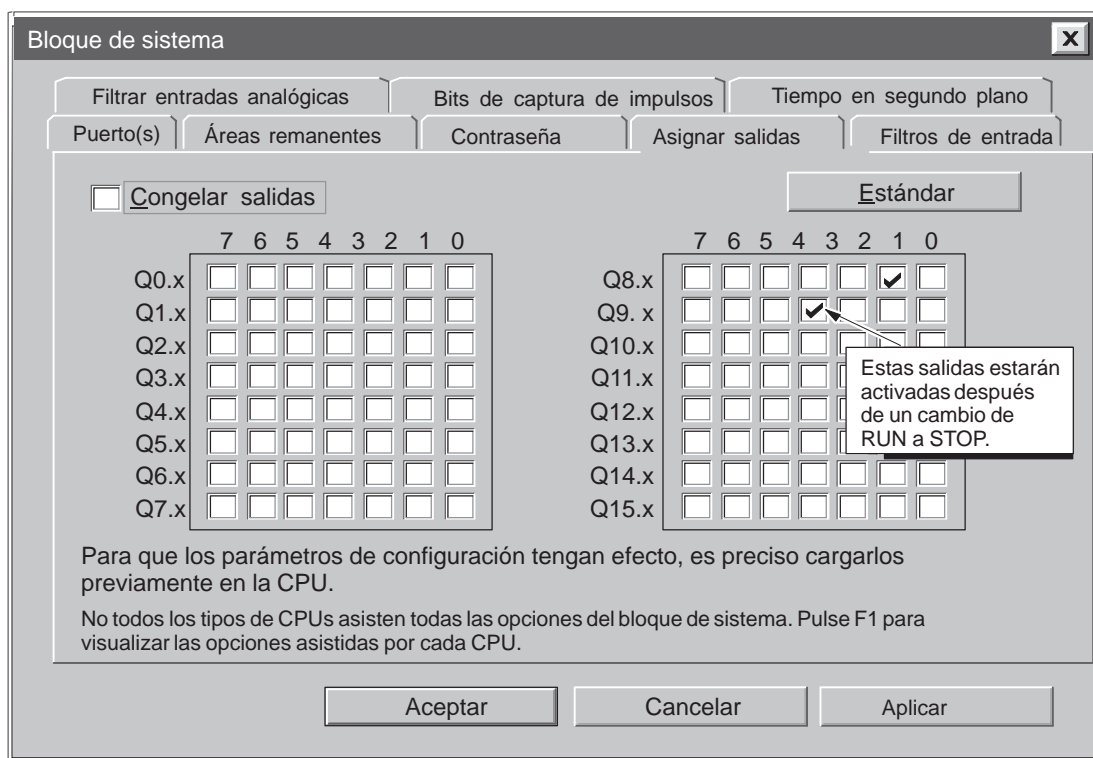 Bloque de sistema
Filtrar entradas analógicas Bits de captura de impulsos Tiempo en segundo plano
Puerto(s) Áreas remanentes Contraseña Asignar salidas Filtros de entrada
Congelar salidas Estándar
7 6 5 4 3 2 1 0 7 6 5 4 3 2 1 0
Q0.x Q8.x
Q1.x Q9. x
Q2.x Q10.x
Q3.x Q11.x
Q4.x Q12.x
Q5.x Q13.x
Q6.x Q14.x
Q7.x Q15.x
Estas salidas estarán
activadas después
de un cambio de
RUN a STOP.
Para que los parámetros de configuración tengan efecto, es preciso cargarlos
previamente en la CPU.
No todos los tipos de CPUs asisten todas las opciones del bloque de sistema. Pulse F1 para
visualizar las opciones asistidas por cada CPU.
Aceptar Cancelar Aplicar